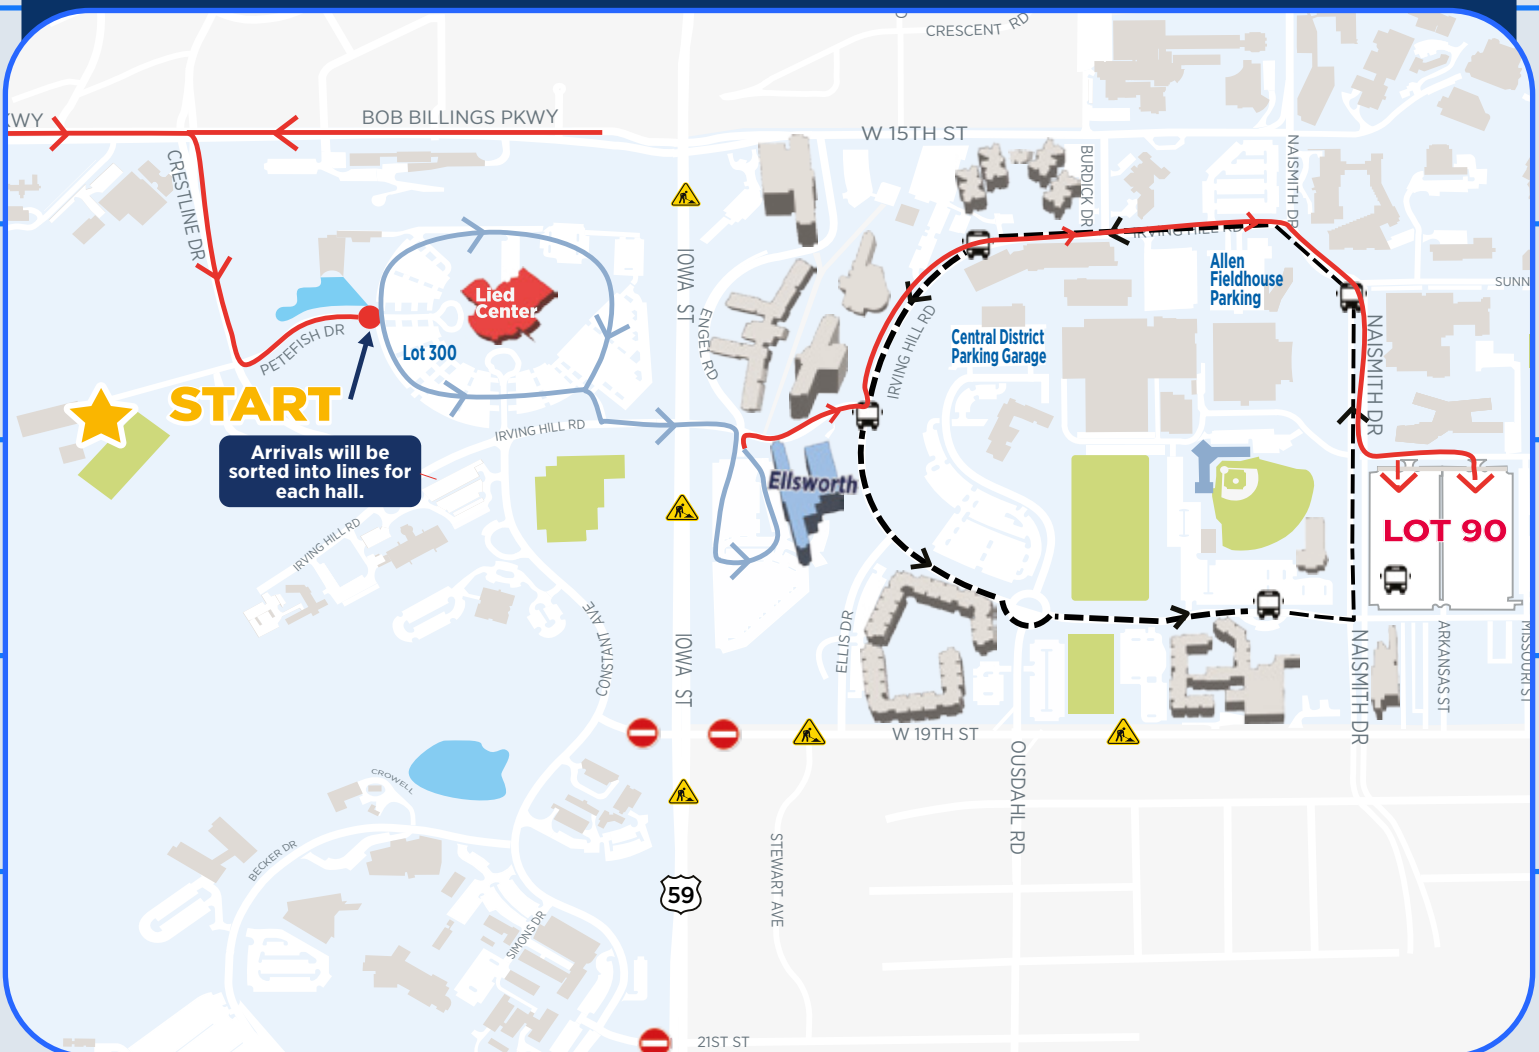 CRESCENT RD
KWY
BOB BILLINGS PKWY
W 15TH ST
CRESTLINE DR
BURDICK DR
NAISMITH DR
IOWA ST
IRVING HILL RD
Allen
Fieldhouse
Parking
SUNN
Lied
Center
ENGEL RD
IRVING HILL RD
Central District
Parking Garage
NAISMITH DR
PETEFISH DR
Lot 300
START
IRVING HILL RD
Arrivals will be
sorted into lines for
each hall.
Ellsworth
LOT 90
IRVING HILL RD
CONSTANT AVE
ELLIS DR
IOWA ST
NAISMITH DR
ARKANSAS ST
MISSOURI ST
W 19TH ST
OUSDAHL RD
CROWELL
BECKER DR
STEWART AVE
59
SIMONS DR
21ST ST